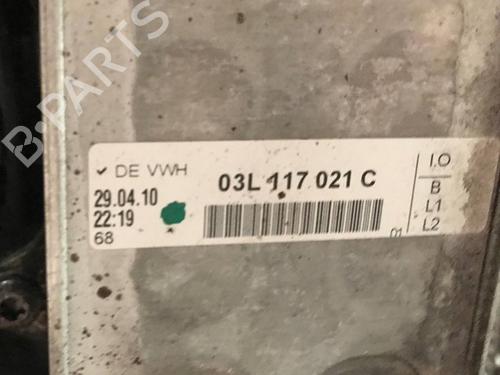 B-PARTS
✓ DE VWH
29.04.10
22:19
68
03L 117 021 C
01
I.O
B
L1
L2